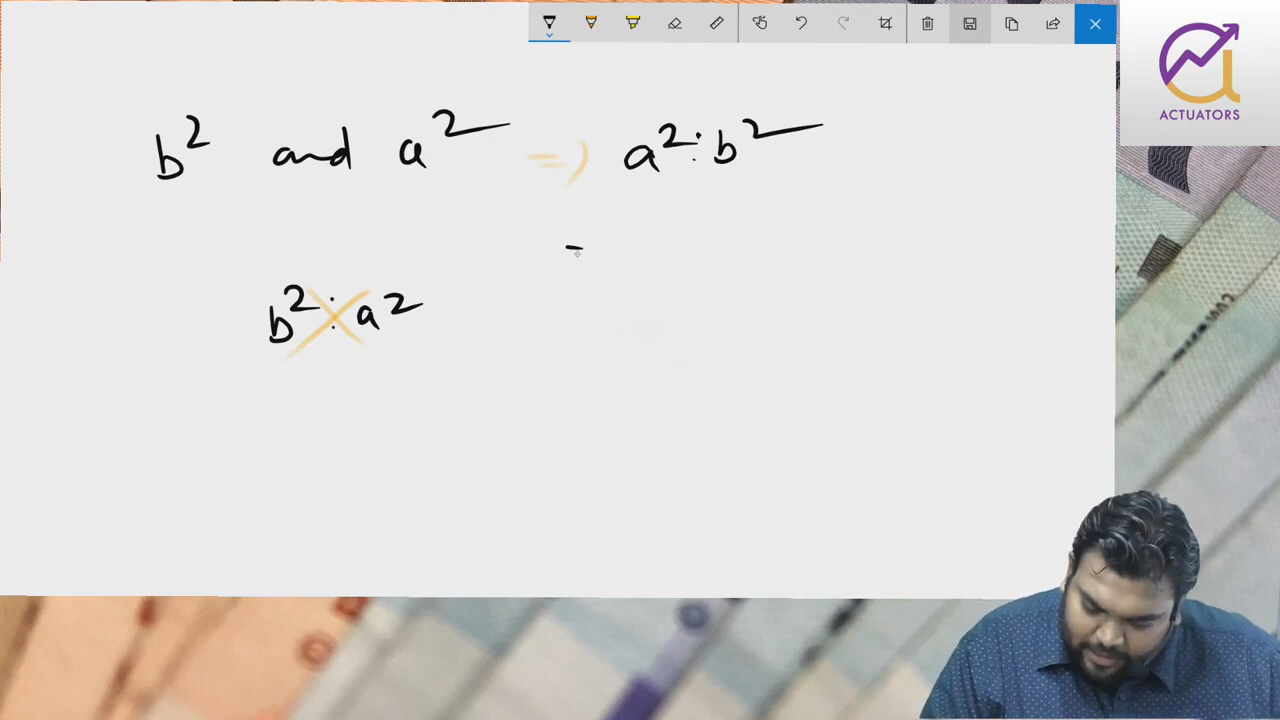 b² and a² => a² : b²
-
b² : a²
ACTUATORS